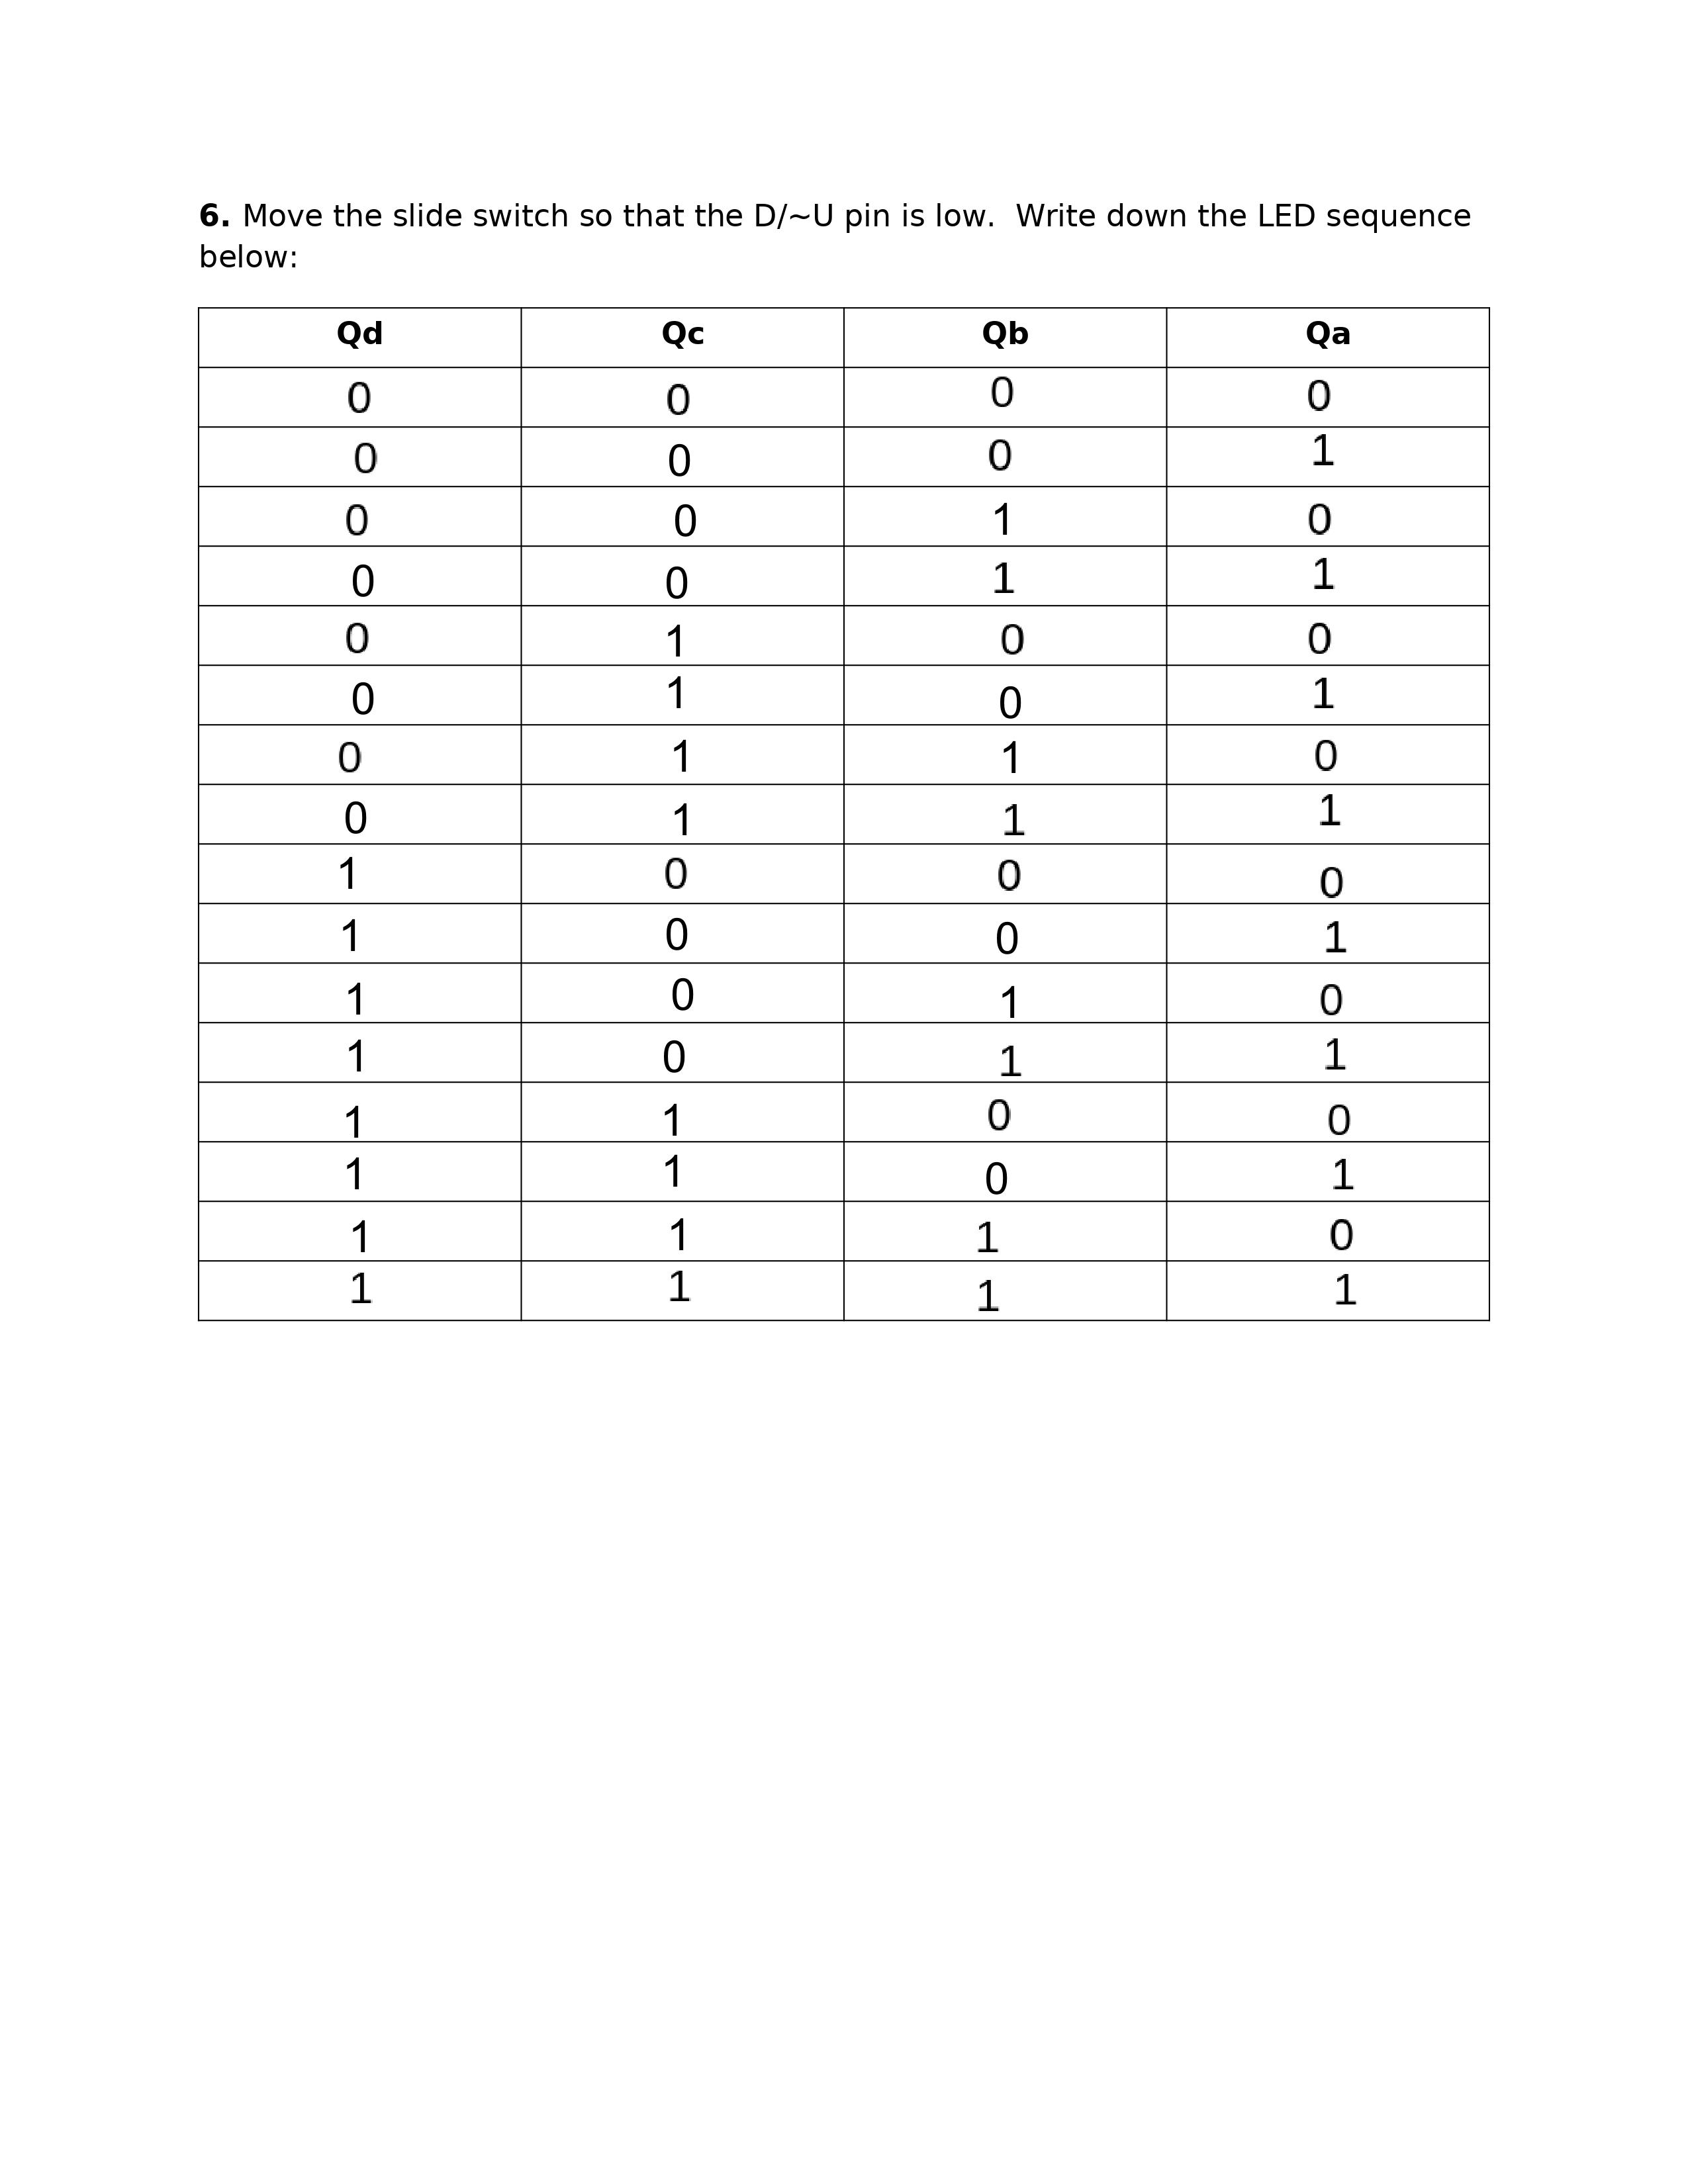 6. Move the slide switch so that the D/~U pin is low.  Write down the LED sequence
below:
Qd Qc Qb Qa
0 0 0 0
0 0 0 1
0 0 1 0
0 0 1 1
0 1 0 0
0 1 0 1
0 1 1 0
0 1 1 1
1 0 0 0
1 0 0 1
1 0 1 0
1 0 1 1
1 1 0 0
1 1 0 1
1 1 1 0
1 1 1 1